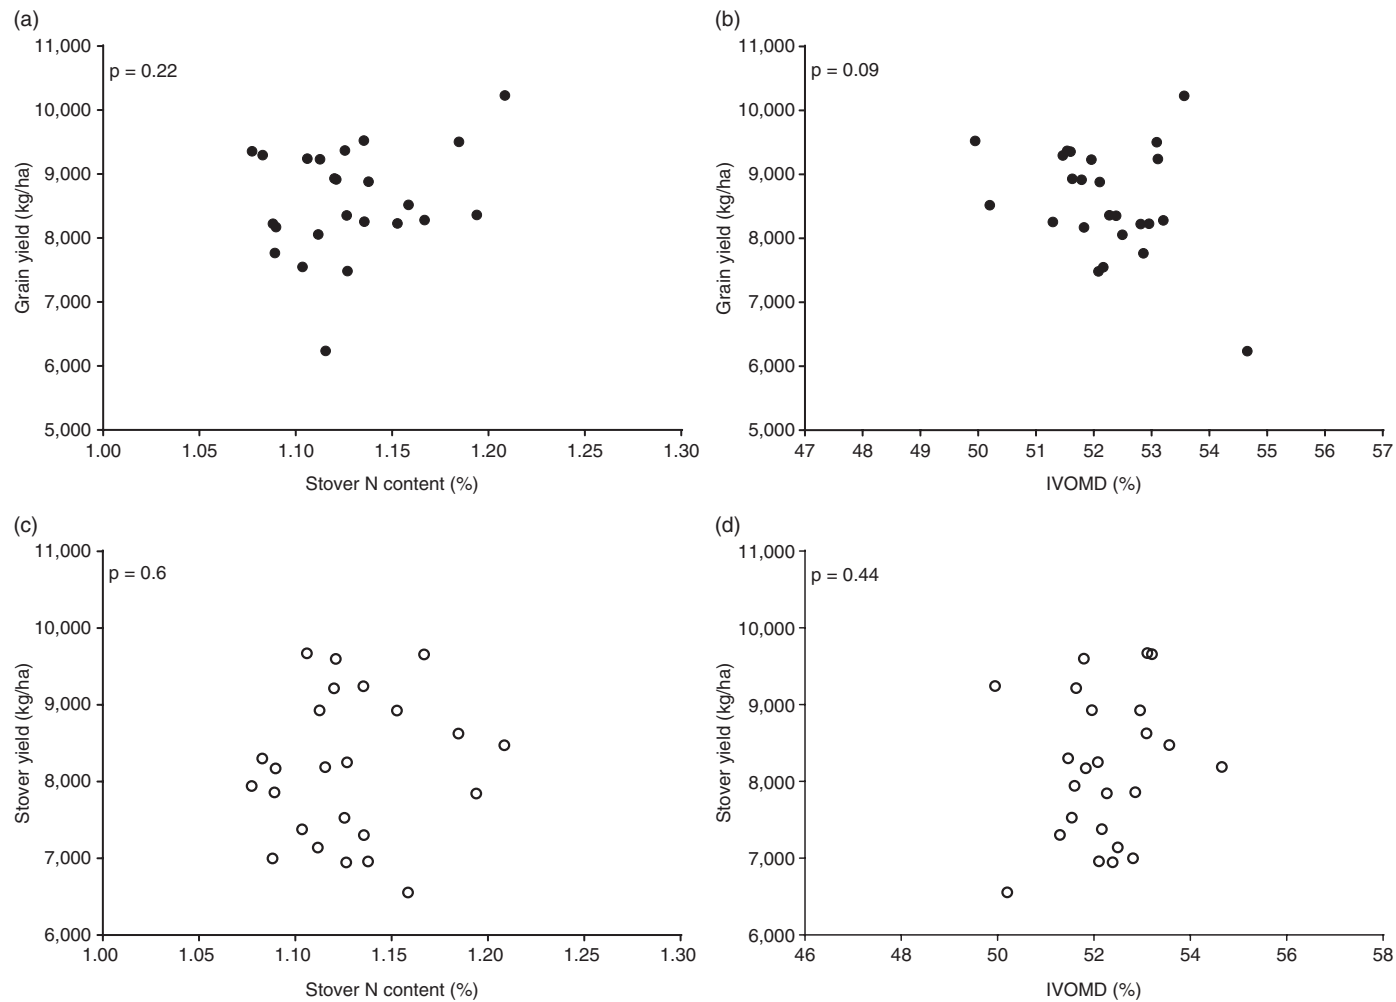 (a)
11,000
p = 0.22
10,000
9,000
8,000
7,000
6,000
5,000
Grain yield (kg/ha)
1.00 1.05 1.10 1.15 1.20 1.25 1.30
Stover N content (%)
(b)
11,000
p = 0.09
10,000
9,000
8,000
7,000
6,000
5,000
Grain yield (kg/ha)
47 48 49 50 51 52 53 54 55 56 57
IVOMD (%)
(c)
11,000
p = 0.6
10,000
9,000
8,000
7,000
6,000
Stover yield (kg/ha)
1.00 1.05 1.10 1.15 1.20 1.25 1.30
Stover N content (%)
(d)
11,000
p = 0.44
10,000
9,000
8,000
7,000
6,000
Stover yield (kg/ha)
46 48 50 52 54 56 58
IVOMD (%)